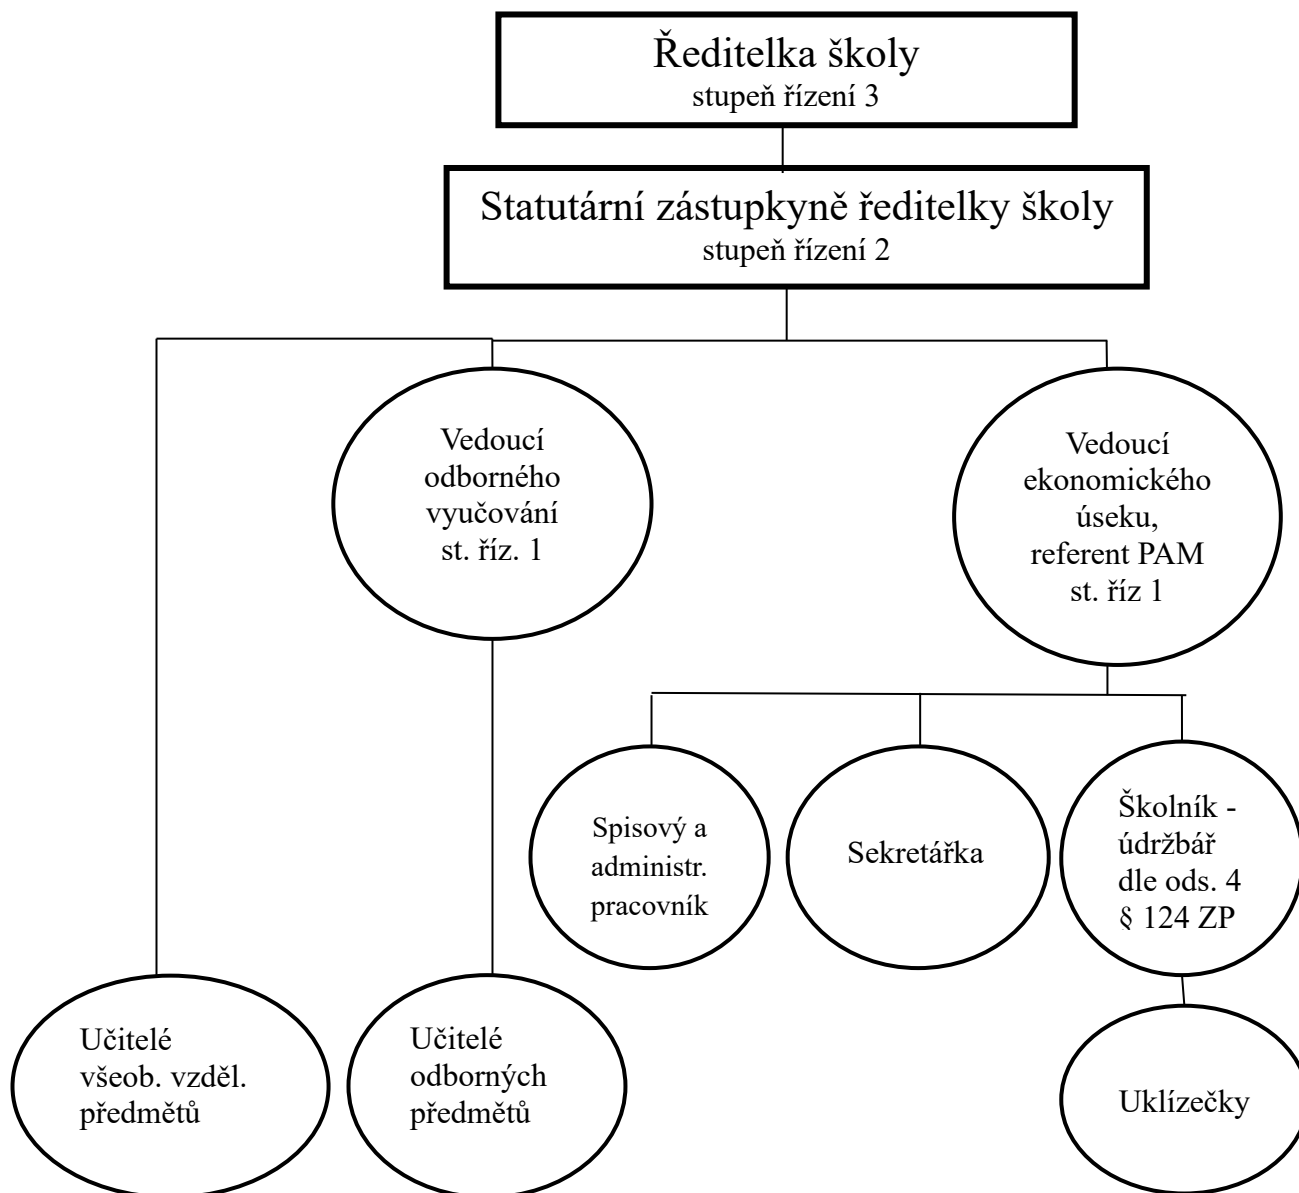 Ředitelka školy
stupeň řízení 3
Statutární zástupkyně ředitelky školy
stupeň řízení 2
Vedoucí
odborného
vyučování
st. říz. 1
Vedoucí
ekonomického
úseku,
referent PAM
st. říz 1
Spisový a
administr.
pracovník
Sekretářka
Školník -
údržbář
dle ods. 4
§ 124 ZP
Učitelé
všeob. vzděl.
předmětů
Učitelé
odborných
předmětů
Uklízečky